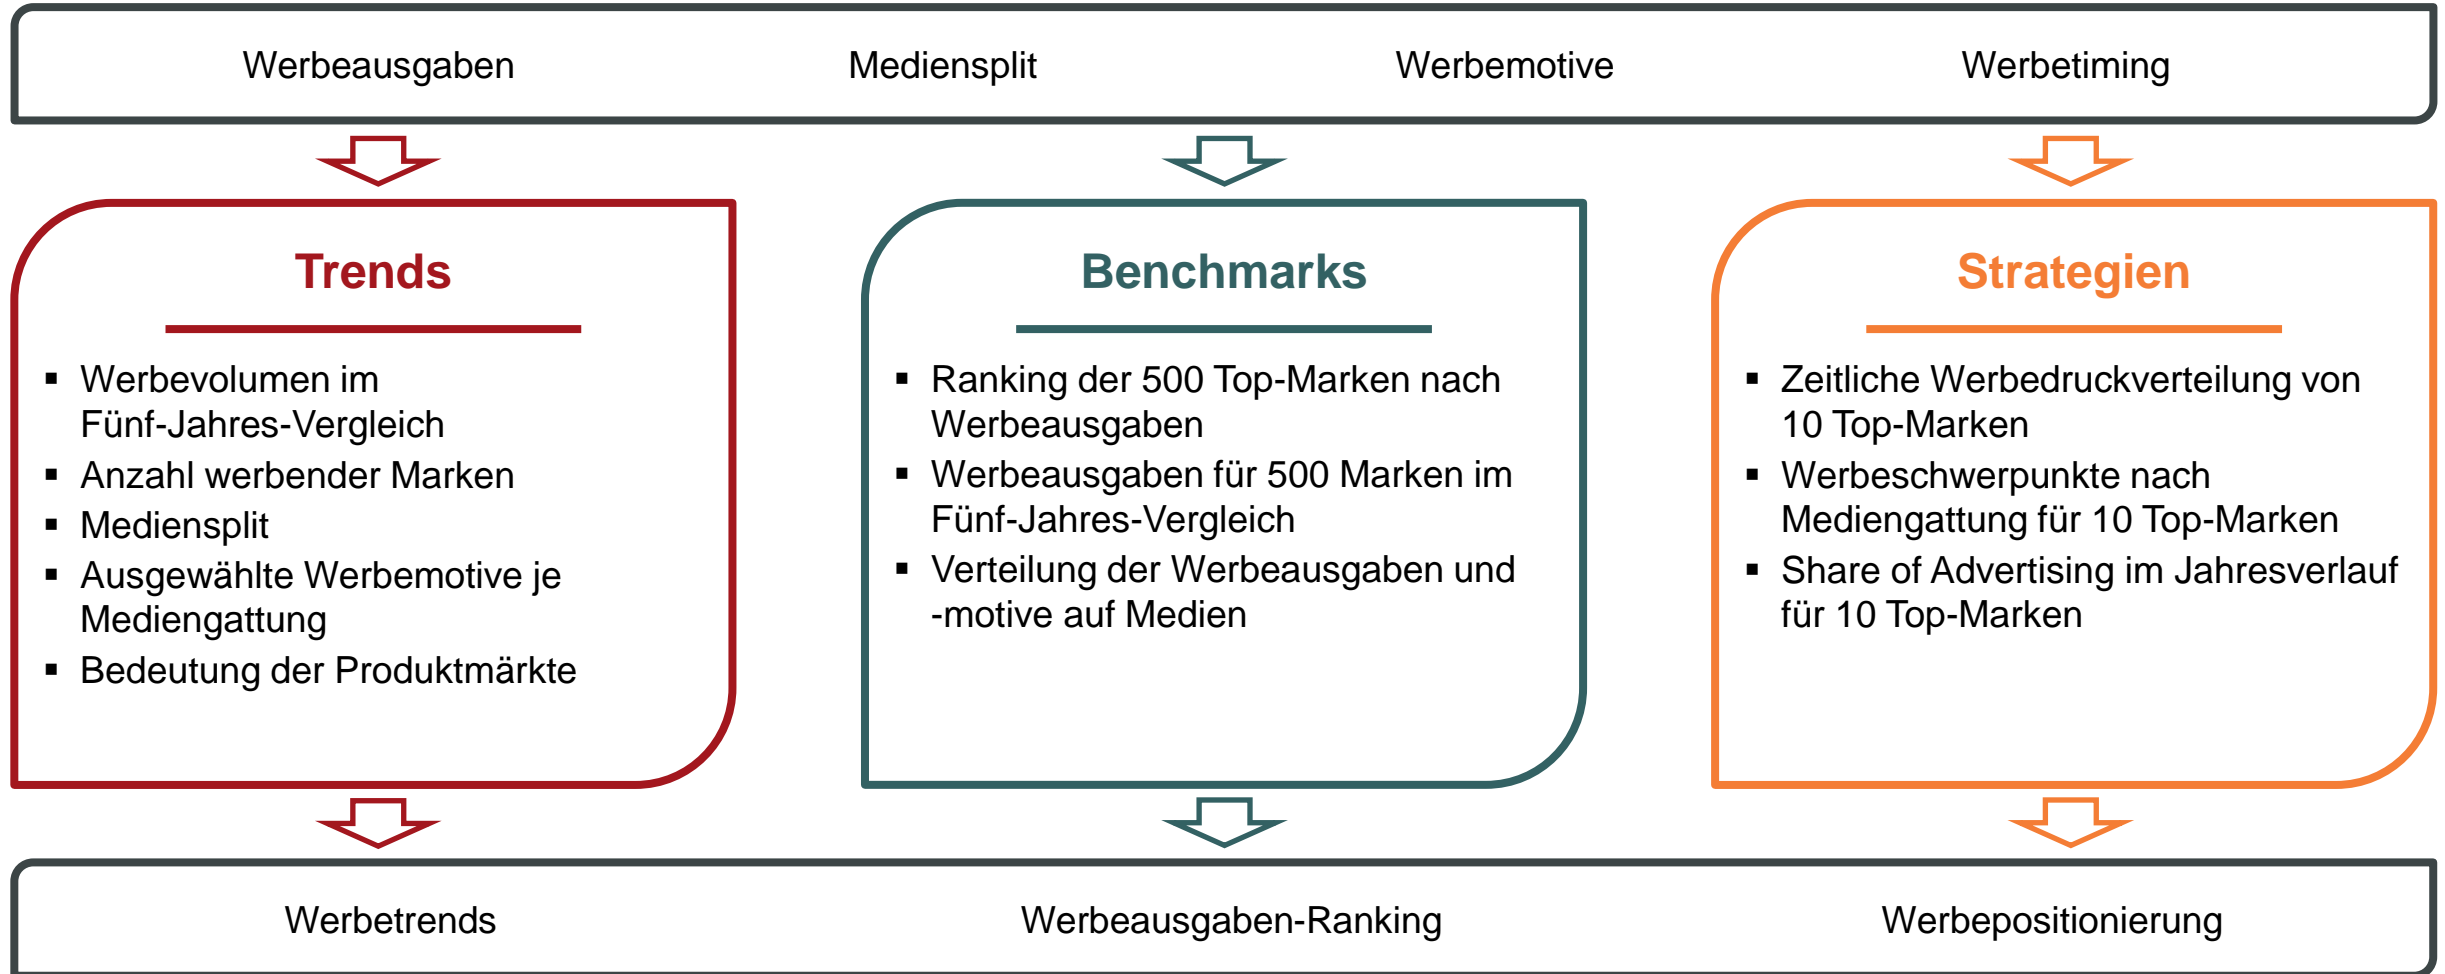 Werbeausgaben Mediensplit Werbemotive Werbetiming
Trends
▪ Werbevolumen im
Fünf-Jahres-Vergleich
▪ Anzahl werbender Marken
▪ Mediensplit
▪ Ausgewählte Werbemotive je
Mediengattung
▪ Bedeutung der Produktmärkte
Benchmarks
▪ Ranking der 500 Top-Marken nach
Werbeausgaben
▪ Werbeausgaben für 500 Marken im
Fünf-Jahres-Vergleich
▪ Verteilung der Werbeausgaben und
-motive auf Medien
Strategien
▪ Zeitliche Werbedruckverteilung von
10 Top-Marken
▪ Werbeschwerpunkte nach
Mediengattung für 10 Top-Marken
▪ Share of Advertising im Jahresverlauf
für 10 Top-Marken
Werbetrends Werbeausgaben-Ranking Werbepositionierung